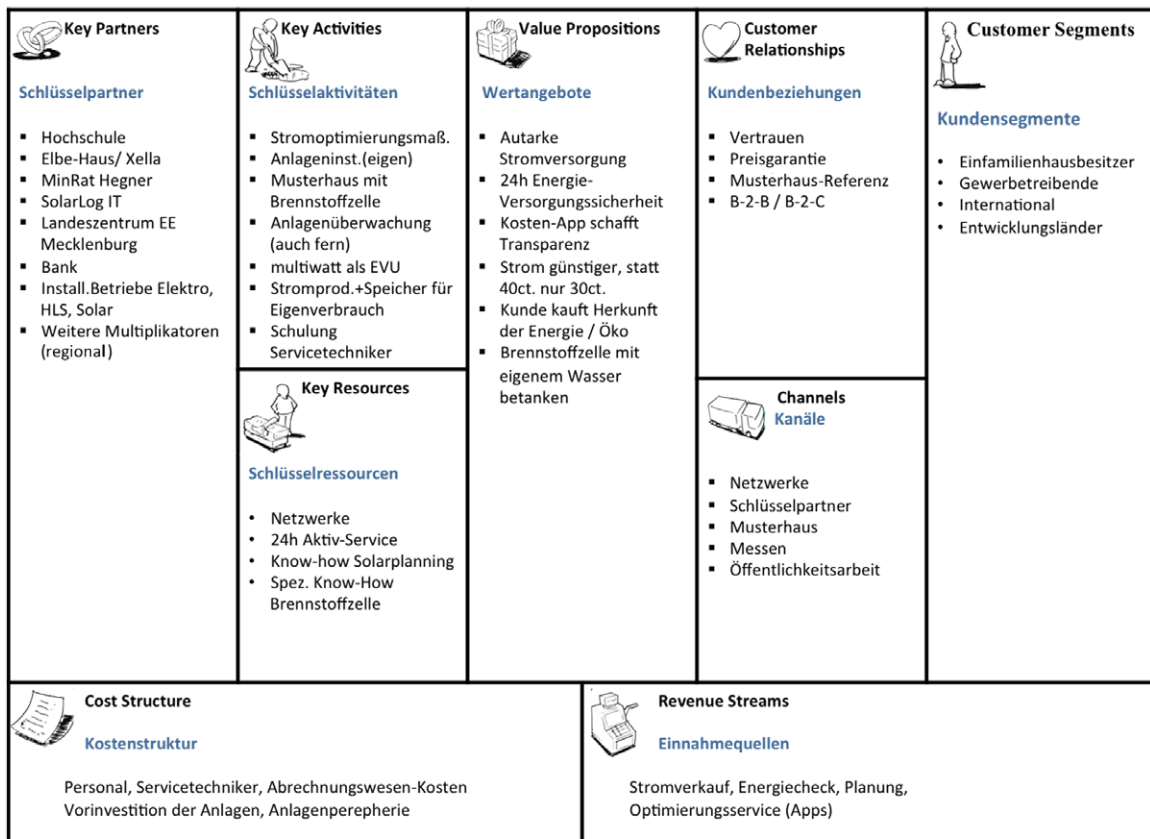 Key Partners
Schlüsselpartner
Hochschule
Elbe-Haus/ Xella
MinRat Hegner
SolarLog IT
Landeszentrum EE
Mecklenburg
Bank
Install.Betriebe Elektro,
HLS, Solar
Weitere Multiplikatoren
(regional)
Key Activities
Schlüsselaktivitäten
Stromoptimierungsmaß.
Anlageninst.(eigen)
Musterhaus mit
Brennstoffzelle
Anlagenüberwachung
(auch fern)
multiwatt als EVU
Stromprod.+Speicher für
Eigenverbrauch
Schulung
Servicetechniker
Key Resources
Schlüsselressourcen
Netzwerke
24h Aktiv-Service
Know-how Solarplanning
Spez. Know-How
Brennstoffzelle
Value Propositions
Wertangebote
Autarke
Stromversorgung
24h Energie-
Versorgungssicherheit
Kosten-App schafft
Transparenz
Strom günstiger, statt
40ct. nur 30ct.
Kunde kauft Herkunft
der Energie / Öko
Brennstoffzelle mit
eigenem Wasser
betanken
Customer
Relationships
Kundenbeziehungen
Vertrauen
Preisgarantie
Musterhaus-Referenz
B-2-B / B-2-C
Channels
Kanäle
Netzwerke
Schlüsselpartner
Musterhaus
Messen
Öffentlichkeitsarbeit
Customer Segments
Kundensegmente
Einfamilienhausbesitzer
Gewerbetreibende
International
Entwicklungsländer
Cost Structure
Kostenstruktur
Personal, Servicetechniker, Abrechnungswesen-Kosten
Vorinvestition der Anlagen, Anlagenperepherie
Revenue Streams
Einnahmequellen
Stromverkauf, Energiecheck, Planung,
Optimierungsservice (Apps)